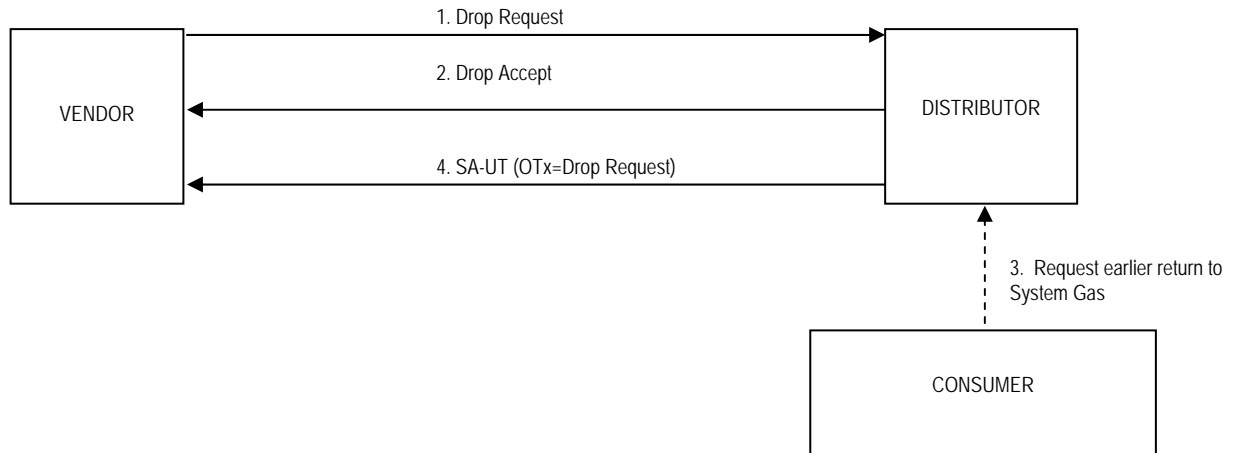 1. Drop Request
2. Drop Accept
VENDOR
DISTRIBUTOR
4. SA-UT (OTx=Drop Request)
3. Request earlier return to
System Gas
CONSUMER